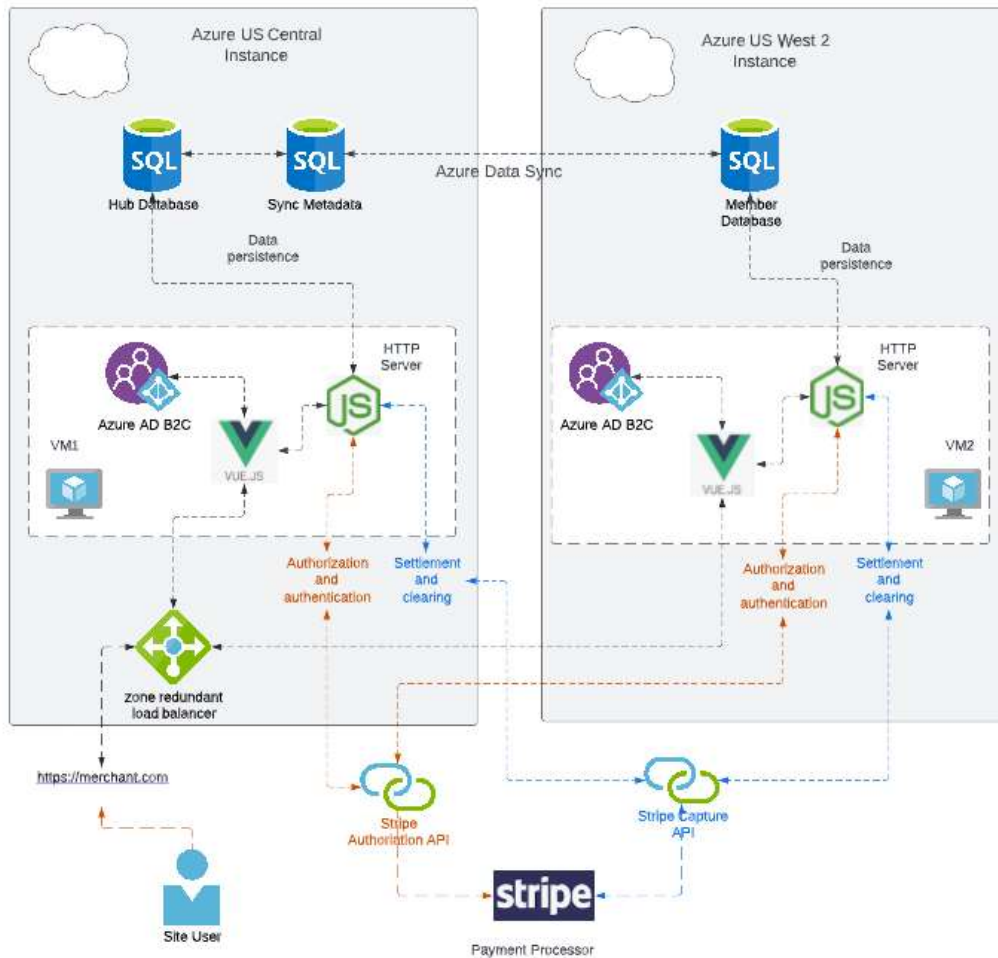 Azure US Central
Instance
Azure US West 2
Instance
SQL
SQL
SQL
Azure Data Sync
Hub Database
Sync Metadata
Member
Database
Data
persistence
Data
persistence
HTTP
Server
JS
Azure AD B2C
VM1
VUE.JS
HTTP
Server
JS
Azure AD B2C
VM2
VUE.JS
Authorization
and
authentication
Settlement
and
clearing
Authorization
and
authentication
Settlement
and
clearing
zone redundant
load balancer
https://merchant.com
Stripe
Authoriation API
Stripe Capture
API
stripe
Site User
Payment Processor